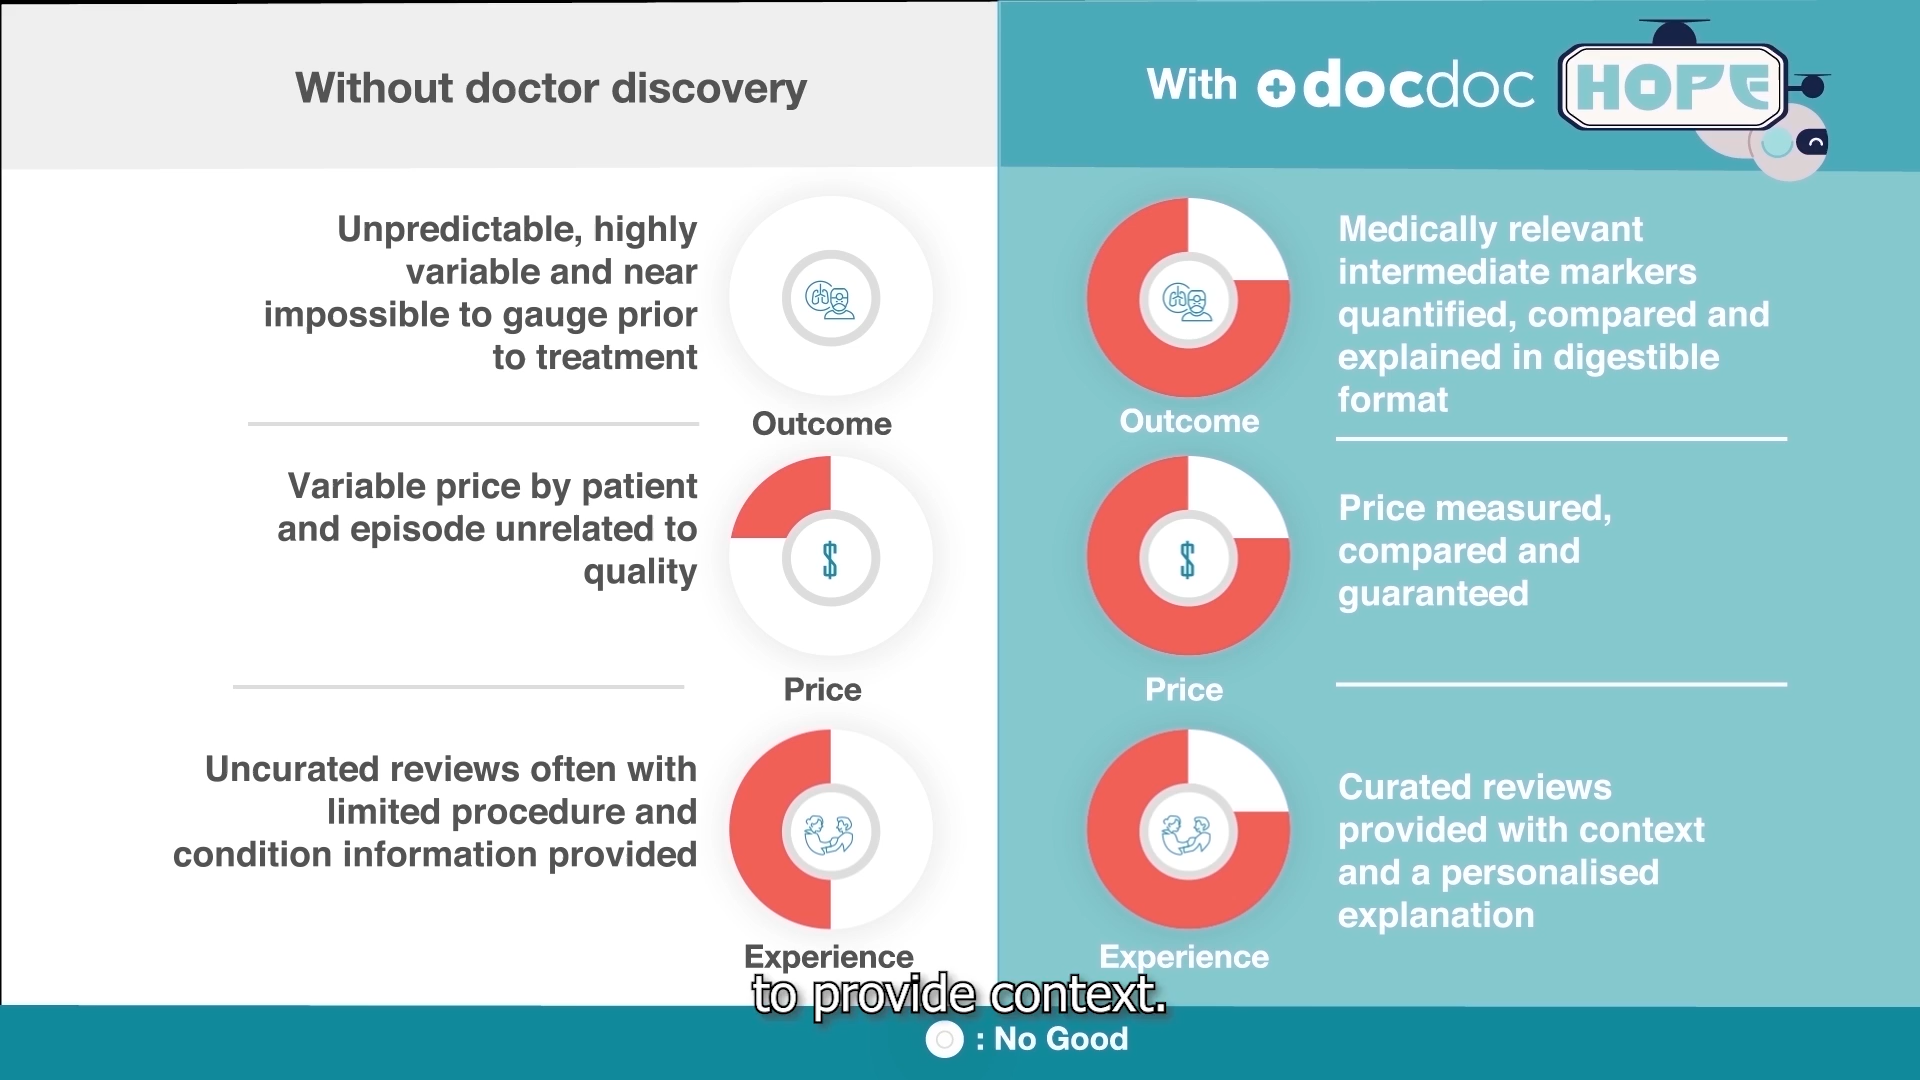 Without doctor discovery
With docdoc HOPE
Unpredictable, highly
variable and near
impossible to gauge prior
to treatment
Outcome
Variable price by patient
and episode unrelated to
quality
$
Price
Uncurated reviews often with
limited procedure and
condition information provided
Experience
Outcome
Medically relevant
intermediate markers
quantified, compared and
explained in digestible
format
$
Price
Price measured,
compared and
guaranteed
Experience
Curated reviews
provided with context
and a personalised
explanation
to provide context.
: No Good